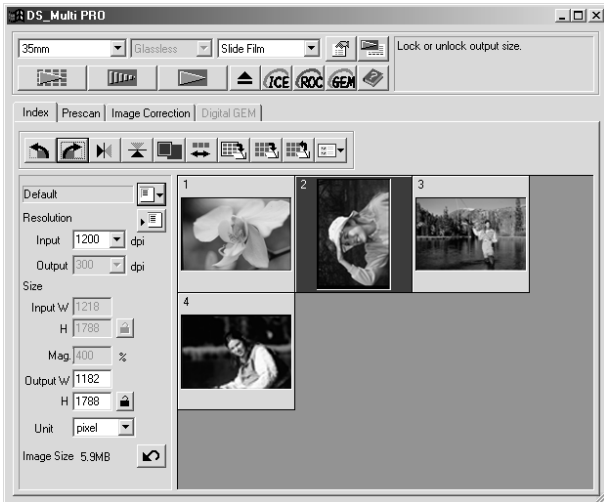 DS_Multi PRO
35mm
Glassless
Slide Film
Lock or unlock output size.
ICE
ROC
GEM
Index
Prescan
Image Correction
Digital GEM
Default
Resolution
Input 1200 dpi
Output 300 dpi
Size
Input W 1218
H 1788
Mag. 400 %
Output W 1182
H 1788
Unit pixel
Image Size 5.9MB
1
2
3
4